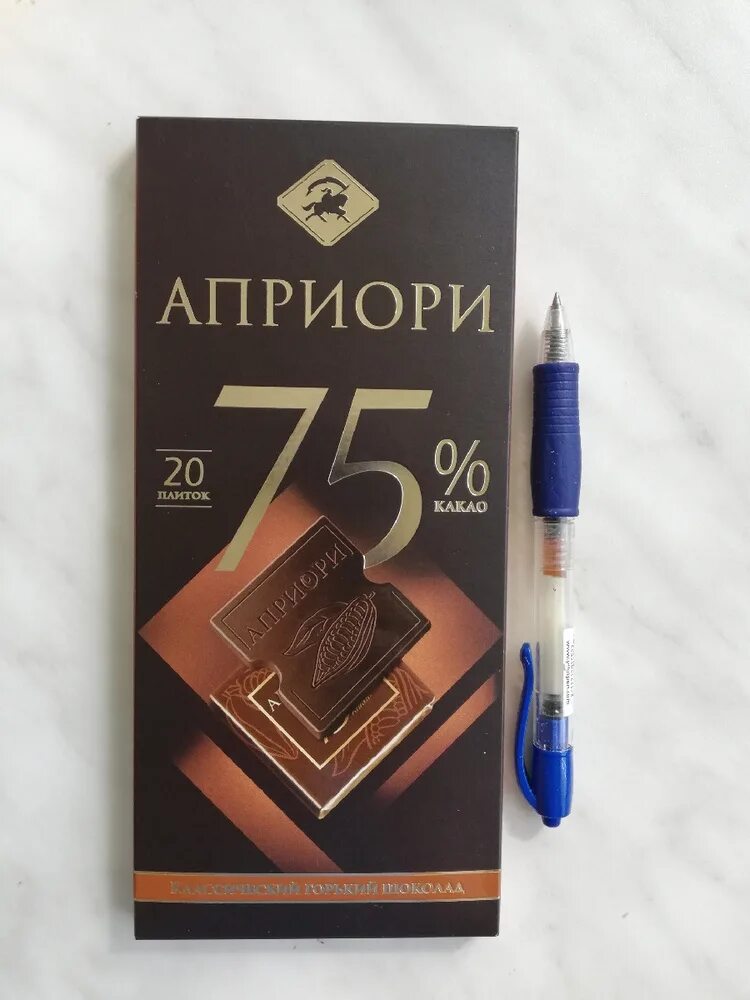 АПРИОРИ
75
%
КАКАО
20
ПЛИТОК
АПРИОРИ
А
КЛАССИЧЕСКИЙ ГОРЬКИЙ ШОКОЛАД